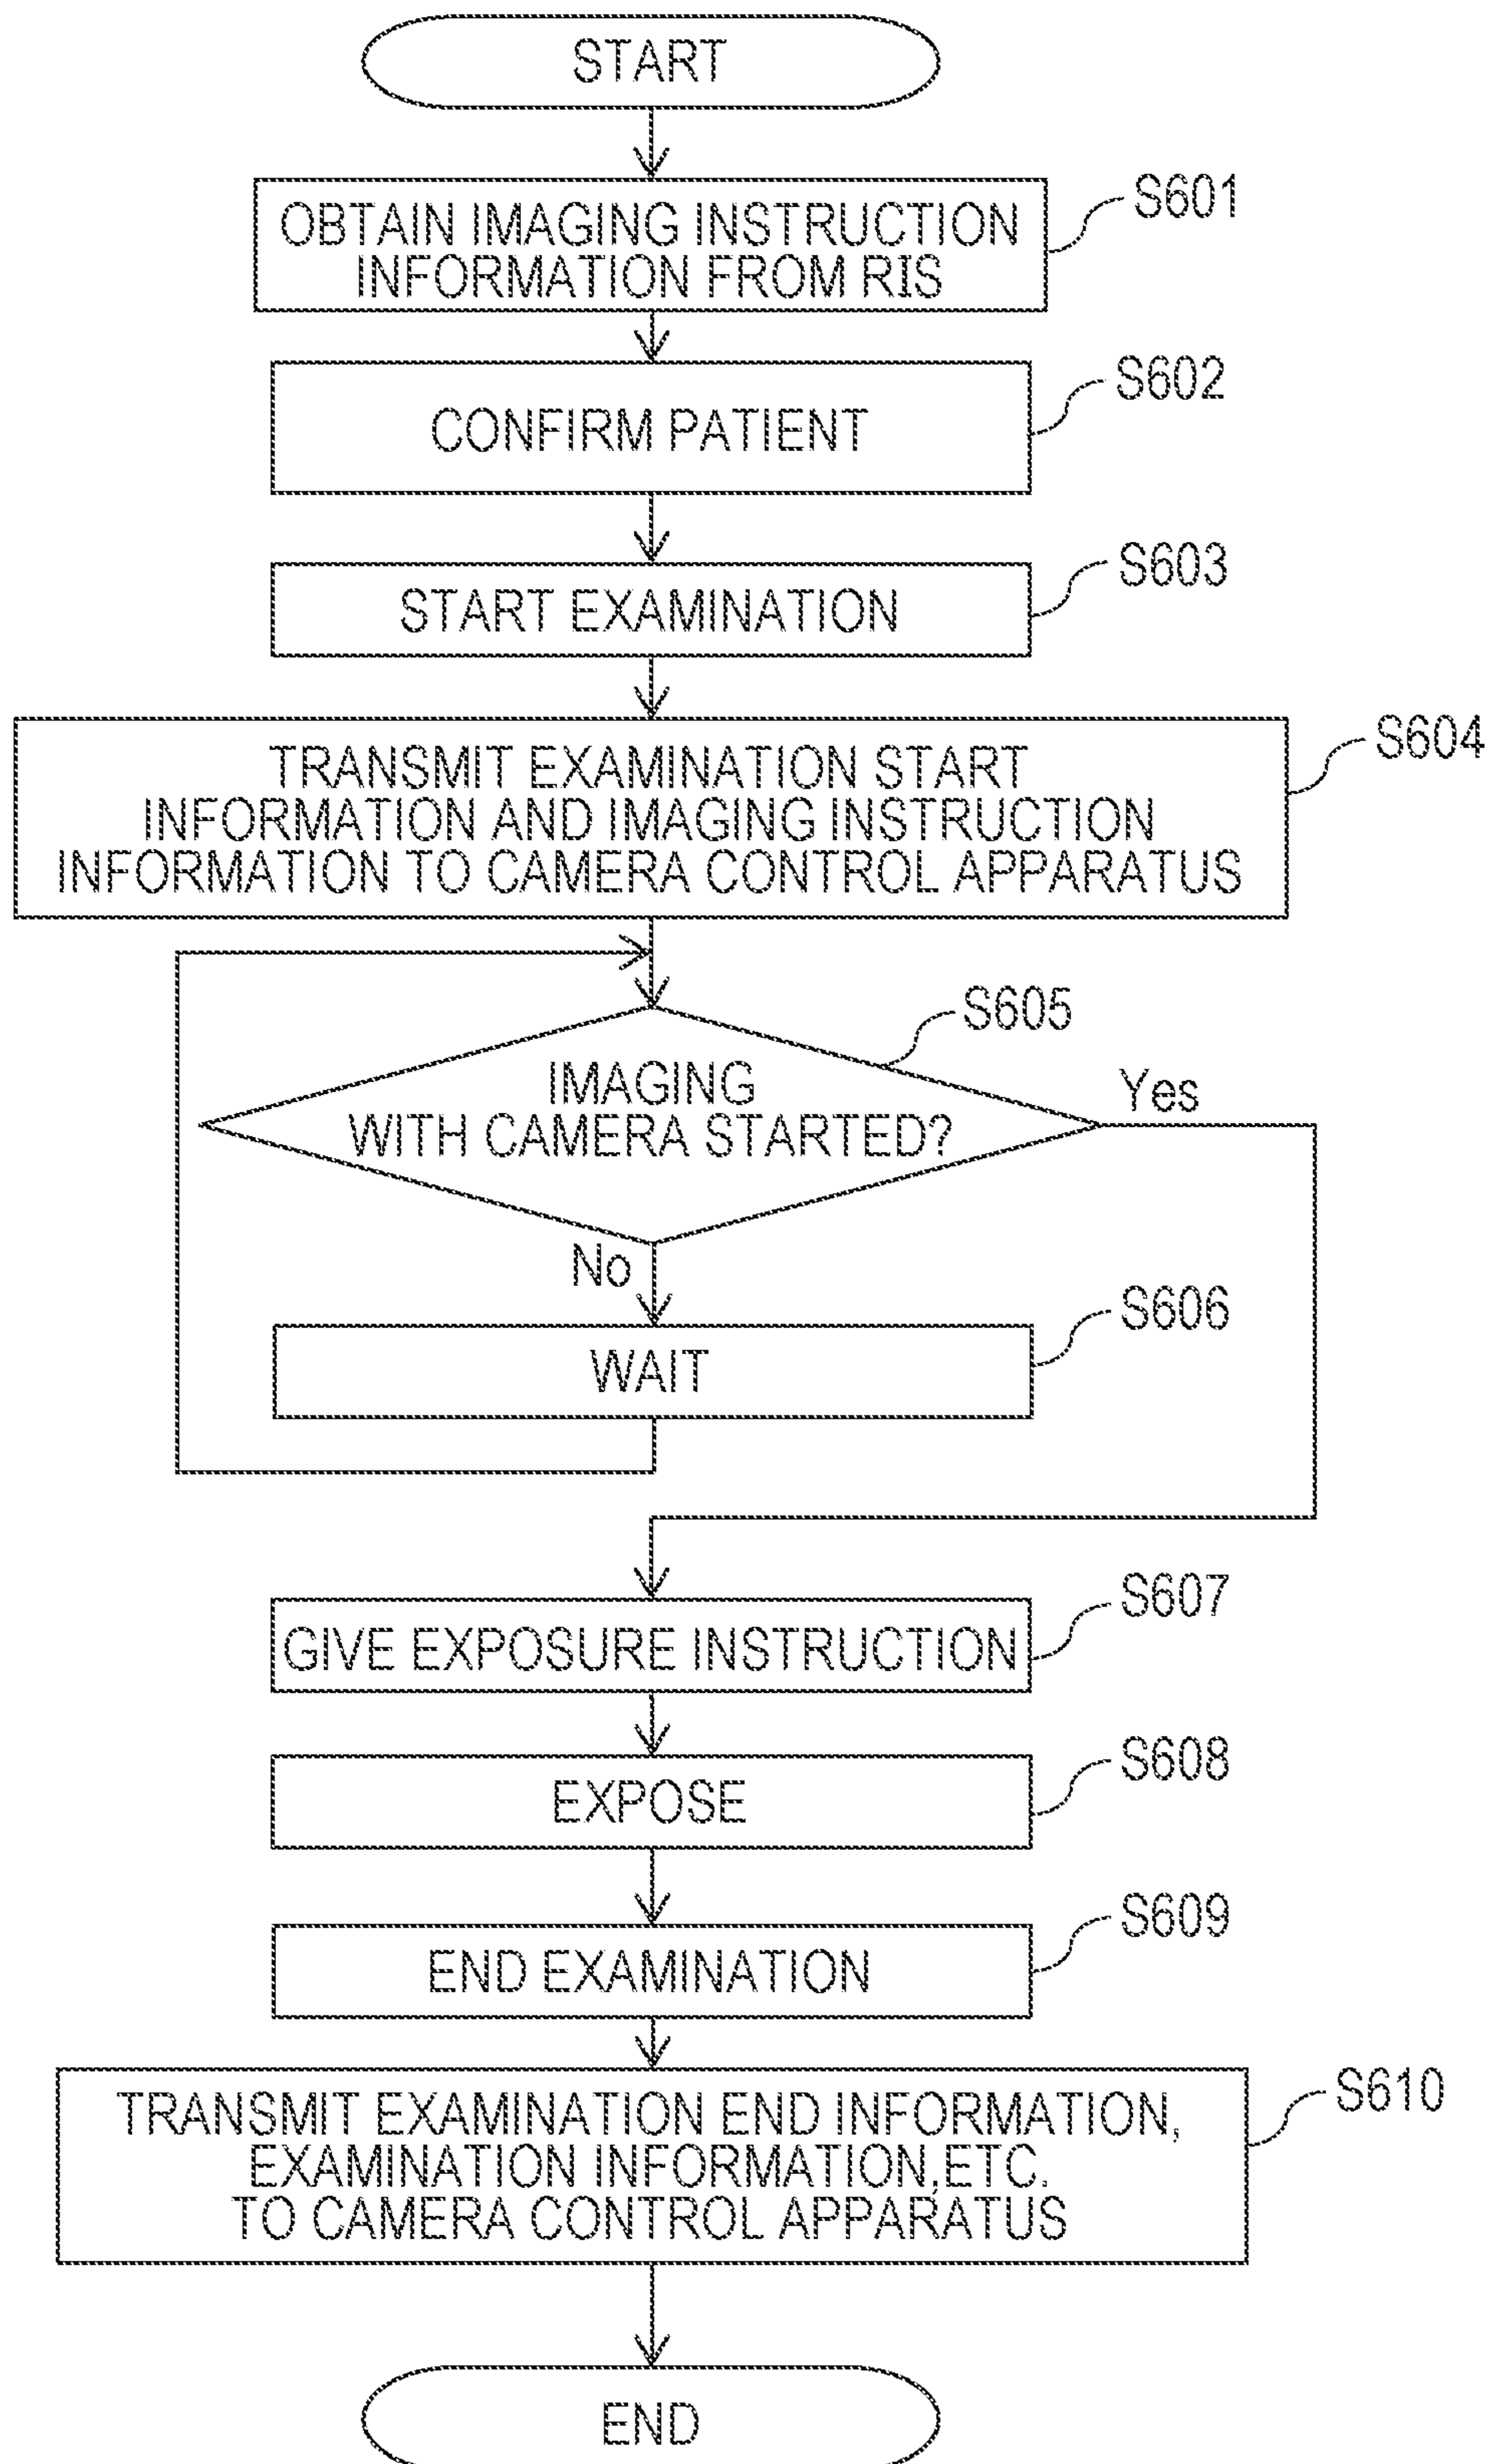 START
S601
OBTAIN IMAGING INSTRUCTION
INFORMATION FROM RIS
S602
CONFIRM PATIENT
S603
START EXAMINATION
S604
TRANSMIT EXAMINATION START
INFORMATION AND IMAGING INSTRUCTION
INFORMATION TO CAMERA CONTROL APPARATUS
S605
IMAGING
WITH CAMERA STARTED?
Yes
No
S606
WAIT
S607
GIVE EXPOSURE INSTRUCTION
S608
EXPOSE
S609
END EXAMINATION
S610
TRANSMIT EXAMINATION END INFORMATION,
EXAMINATION INFORMATION,ETC.
TO CAMERA CONTROL APPARATUS
END